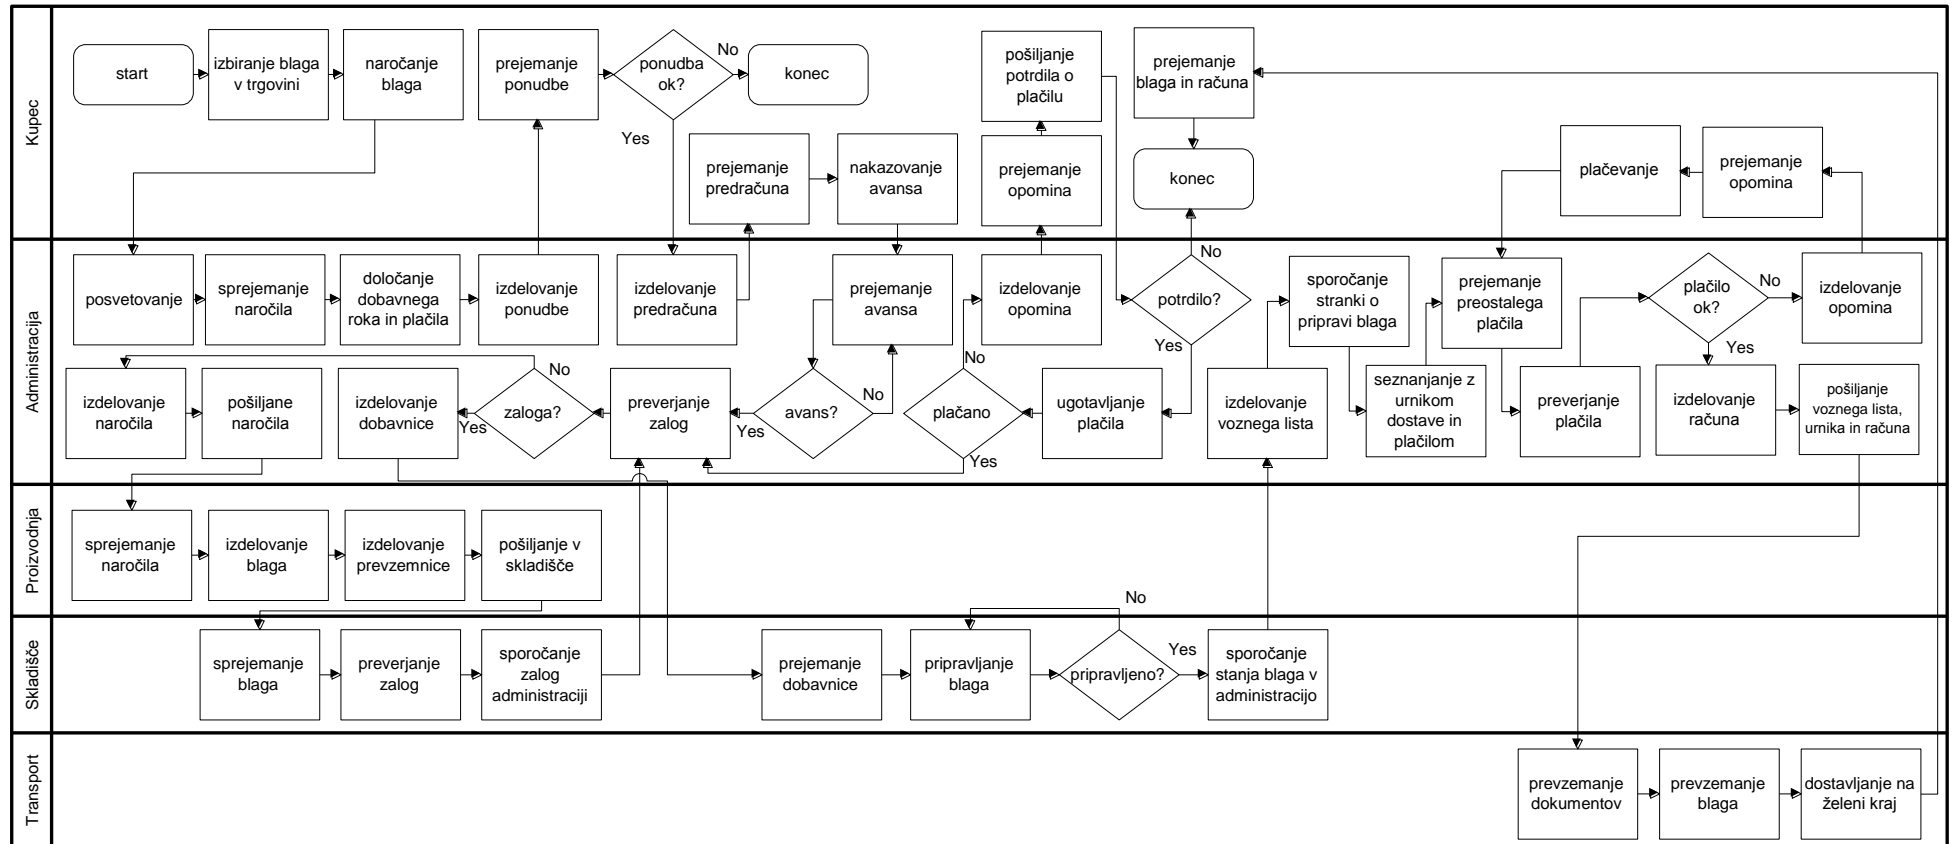 Kupec
start
izbiranje blaga
v trgovini
naročanje
blaga
prejemanje
ponudbe
ponudba
ok?
No
Yes
konec
prejemanje
predračuna
nakazovanje
avansa
pošiljanje
potrdila o
plačilu
prejemanje
opomina
prejemanje
blaga in računa
konec
plačevanje
prejemanje
opomina
Administracija
posvetovanje
sprejemanje
naročila
določanje
dobavnega
roka in plačila
izdelovanje
ponudbe
izdelovanje
predračuna
prejemanje
avansa
izdelovanje
opomina
potrdilo?
No
Yes
sporočanje
stranki o
pripravi blaga
prejemanje
preostalega
plačila
plačilo
ok?
No
Yes
izdelovanje
opomina
izdelovanje
naročila
pošiljane
naročila
izdelovanje
dobavnice
zaloga?
No
Yes
preverjanje
zalog
avans?
No
Yes
plačano
No
Yes
ugotavljanje
plačila
izdelovanje
voznega lista
seznanjanje z
urnikom
dostave in
plačilom
preverjanje
plačila
izdelovanje
računa
pošiljanje
voznega lista,
urnika in računa
Proizvodnja
sprejemanje
naročila
izdelovanje
blaga
izdelovanje
prevzemnice
pošiljanje v
skladišče
Skladišče
sprejemanje
blaga
preverjanje
zalog
sporočanje
zalog
administraciji
prejemanje
dobavnice
pripravljanje
blaga
pripravljeno?
No
Yes
sporočanje
stanja blaga v
administracijo
Transport
prevzemanje
dokumentov
prevzemanje
blaga
dostavljanje na
želeni kraj